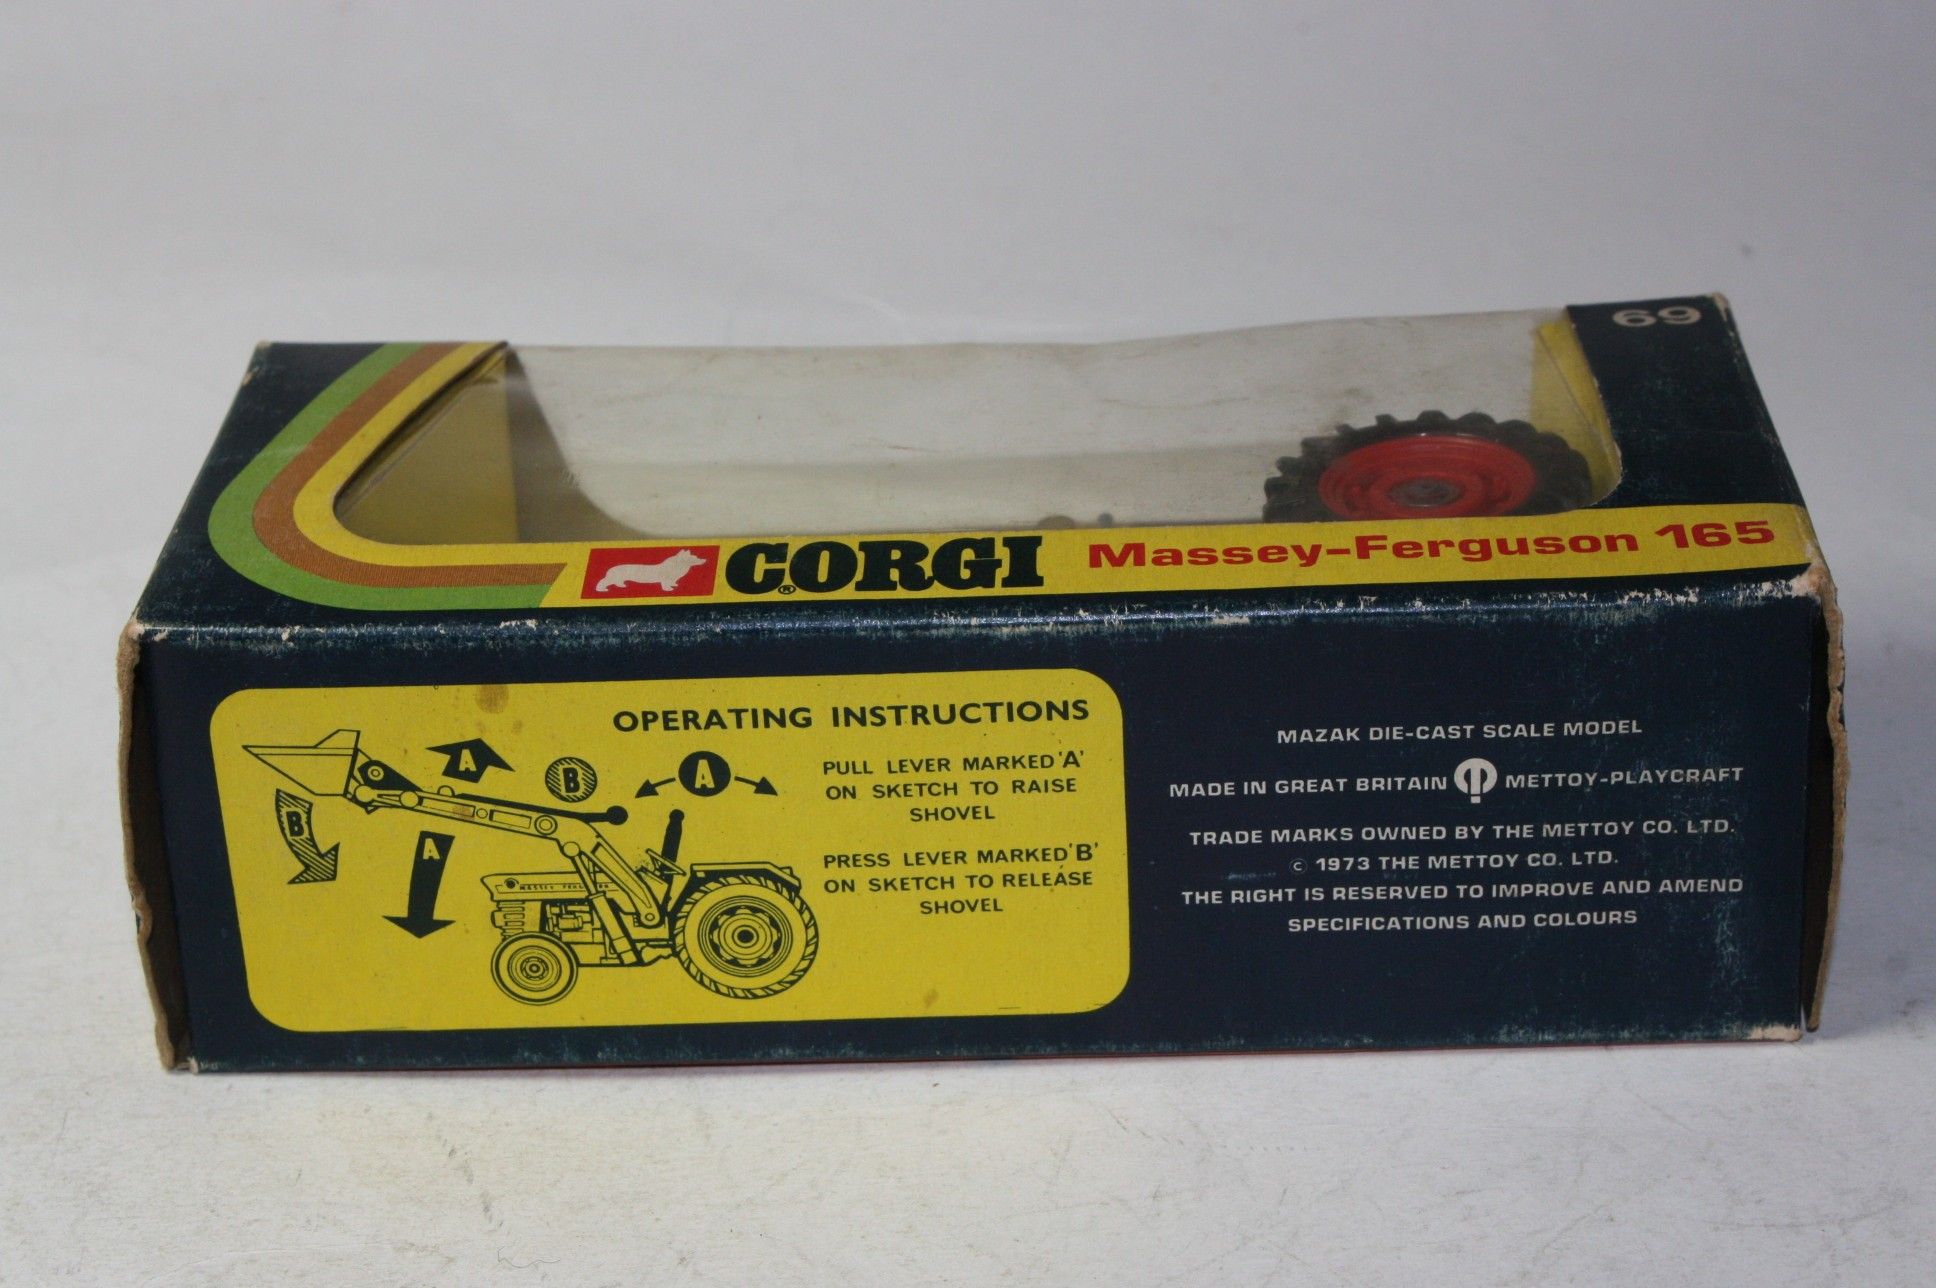 69
CORGI®
Massey-Ferguson 165
OPERATING INSTRUCTIONS
PULL LEVER MARKED 'A'
ON SKETCH TO RAISE
SHOVEL
PRESS LEVER MARKED 'B'
ON SKETCH TO RELEASE
SHOVEL
A
B
A
B
A
MASSEY FERGUSON
MAZAK DIE-CAST SCALE MODEL
MADE IN GREAT BRITAIN METTOY-PLAYCRAFT
TRADE MARKS OWNED BY THE METTOY CO. LTD.
© 1973 THE METTOY CO. LTD.
THE RIGHT IS RESERVED TO IMPROVE AND AMEND
SPECIFICATIONS AND COLOURS